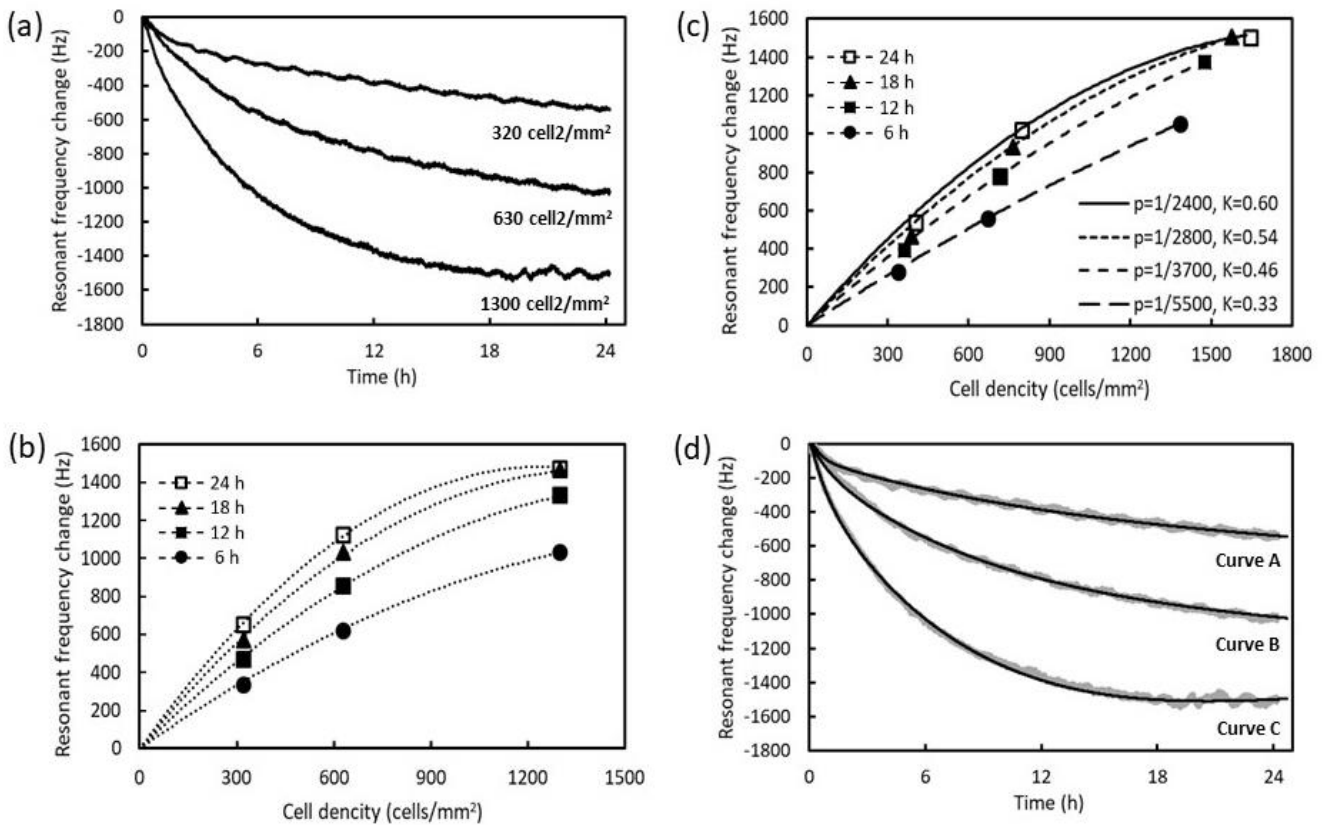 (a)
Resonant frequency change (Hz)
0
-200
-400
-600
-800
-1000
-1200
-1400
-1600
-1800
320 cell2/mm²
630 cell2/mm²
1300 cell2/mm²
0 6 12 18 24
Time (h)
(c)
Resonant frequency change (Hz)
1600
1400
1200
1000
800
600
400
200
0
24 h
18 h
12 h
6 h
p=1/2400, K=0.60
p=1/2800, K=0.54
p=1/3700, K=0.46
p=1/5500, K=0.33
0 300 600 900 1200 1500 1800
Cell dencity (cells/mm²)
(b)
Resonant frequency change (Hz)
1600
1400
1200
1000
800
600
400
200
0
24 h
18 h
12 h
6 h
0 300 600 900 1200 1500
Cell dencity (cells/mm²)
(d)
Resonant frequency change (Hz)
0
-200
-400
-600
-800
-1000
-1200
-1400
-1600
-1800
Curve A
Curve B
Curve C
0 6 12 18 24
Time (h)